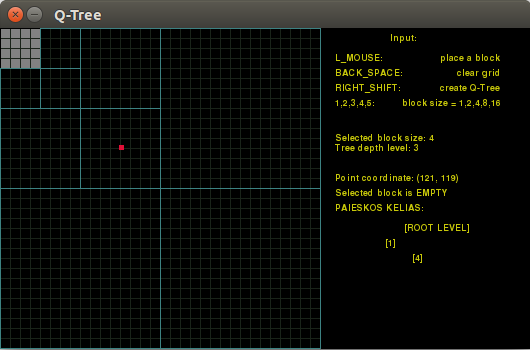 Q-Tree
Input:
L_MOUSE: place a block
BACK_SPACE: clear grid
RIGHT_SHIFT: create Q-Tree
1,2,3,4,5: block size = 1,2,4,8,16
Selected block size: 4
Tree depth level: 3
Point coordinate: (121, 119)
Selected block is EMPTY
PAIESKOS KELIAS:
[ROOT LEVEL]
[1]
[4]